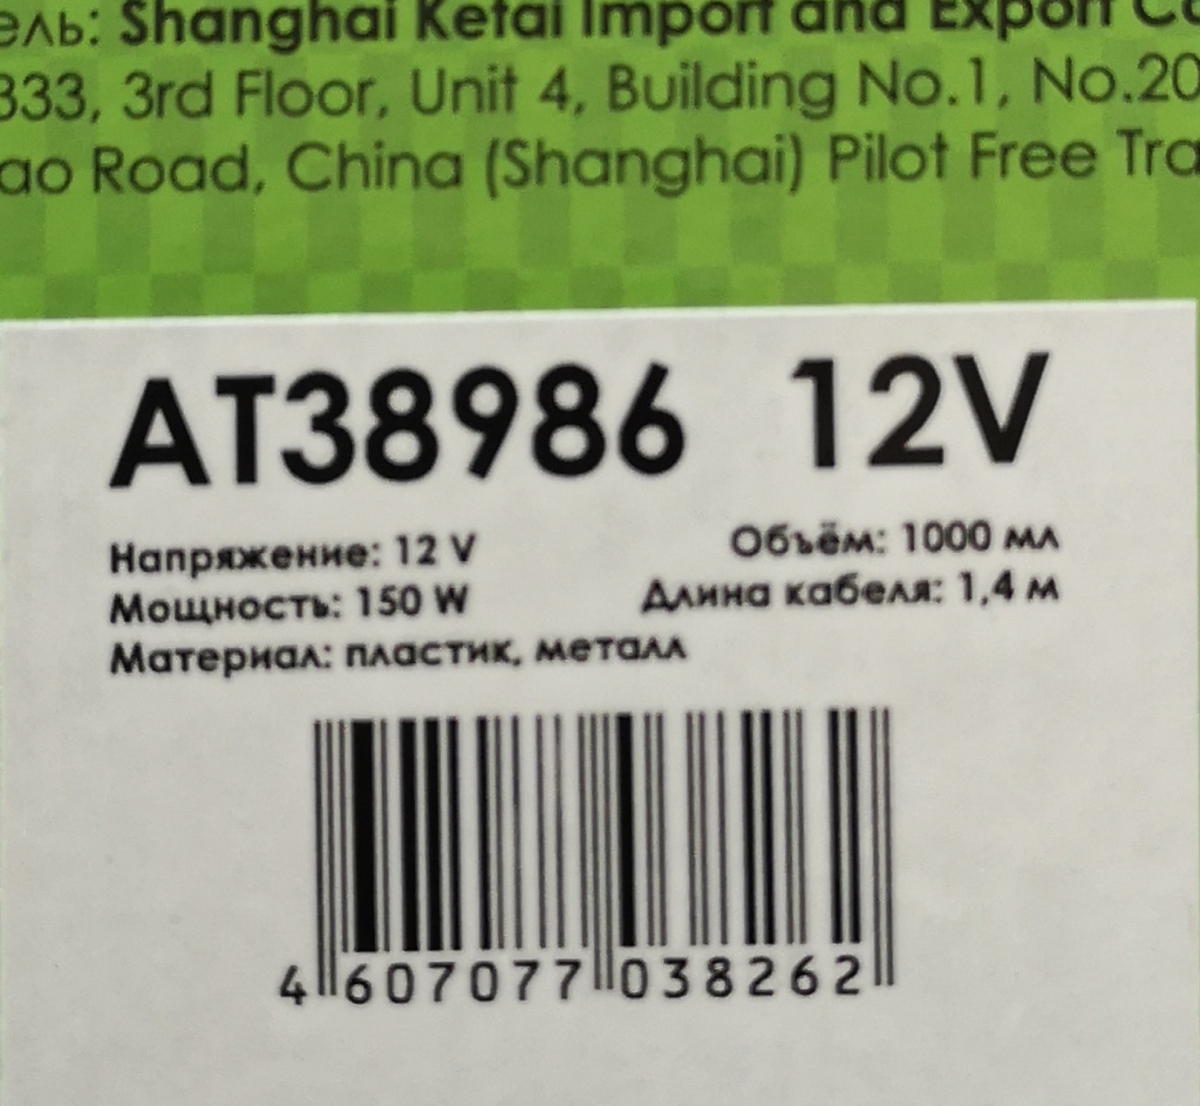 ель: Shanghai Ketai Import and Export Co
333, 3rd Floor, Unit 4, Building No.1, No.20
ao Road, China (Shanghai) Pilot Free Tra
AT38986 12V
Напряжение: 12 V
Объём: 1000 мл
Мощность: 150 W
Длина кабеля: 1,4 м
Материал: пластик, металл
4 607077 038262